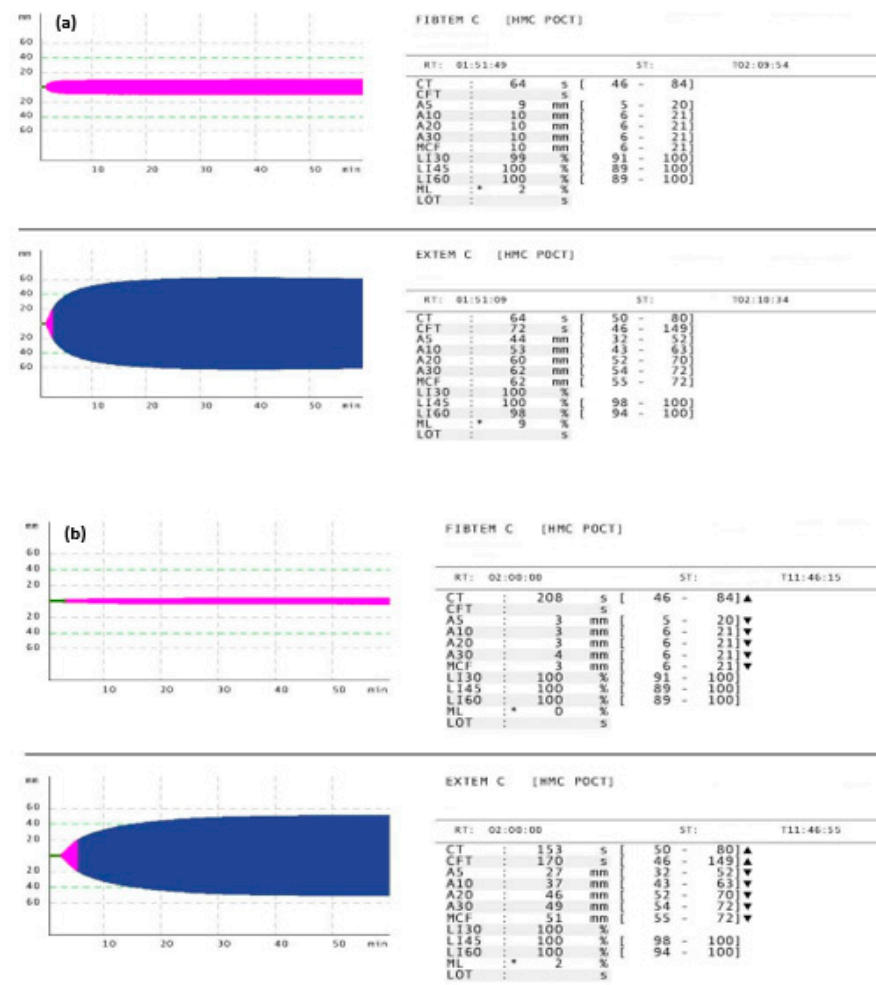 (a)
mm
60
40
20
20
40
60
10 20 30 40 50 min
FIBTEM C [HMC POCT]
RT: 01:51:49 ST: T02:09:54
CT : 64 s [ 46 - 84]
CFT : s
A5 : 9 mm [ 5 - 20]
A10 : 10 mm [ 6 - 21]
A20 : 10 mm [ 6 - 21]
A30 : 10 mm [ 6 - 21]
MCF : 10 mm [ 6 - 21]
LI30 : 99 % [ 91 - 100]
LI45 : 100 % [ 89 - 100]
LI60 : 100 % [ 89 - 100]
ML : * 2 %
LOT : s
mm
60
40
20
20
40
60
10 20 30 40 50 min
EXTEM C [HMC POCT]
RT: 01:51:09 ST: T02:10:34
CT : 64 s [ 50 - 80]
CFT : 72 s [ 46 - 149]
A5 : 44 mm [ 32 - 52]
A10 : 53 mm [ 43 - 63]
A20 : 60 mm [ 52 - 70]
A30 : 62 mm [ 54 - 72]
MCF : 62 mm [ 55 - 72]
LI30 : 100 %
LI45 : 100 % [ 98 - 100]
LI60 : 98 % [ 94 - 100]
ML : * 9 %
LOT : s
(b)
mm
60
40
20
20
40
60
10 20 30 40 50 min
FIBTEM C [HMC POCT]
RT: 02:00:00 ST: T11:46:15
CT : 208 s [ 46 - 84]▲
CFT : s
A5 : 3 mm [ 5 - 20]▼
A10 : 3 mm [ 6 - 21]▼
A20 : 3 mm [ 6 - 21]▼
A30 : 4 mm [ 6 - 21]▼
MCF : 3 mm [ 6 - 21]▼
LI30 : 100 % [ 91 - 100]
LI45 : 100 % [ 89 - 100]
LI60 : 100 % [ 89 - 100]
ML : * 0 %
LOT : s
mm
60
40
20
20
40
60
10 20 30 40 50 min
EXTEM C [HMC POCT]
RT: 02:00:00 ST: T11:46:55
CT : 153 s [ 50 - 80]▲
CFT : 170 s [ 46 - 149]▲
A5 : 27 mm [ 32 - 52]▼
A10 : 37 mm [ 43 - 63]▼
A20 : 46 mm [ 52 - 70]▼
A30 : 49 mm [ 54 - 72]▼
MCF : 51 mm [ 55 - 72]▼
LI30 : 100 %
LI45 : 100 % [ 98 - 100]
LI60 : 100 % [ 94 - 100]
ML : * 2 %
LOT : s